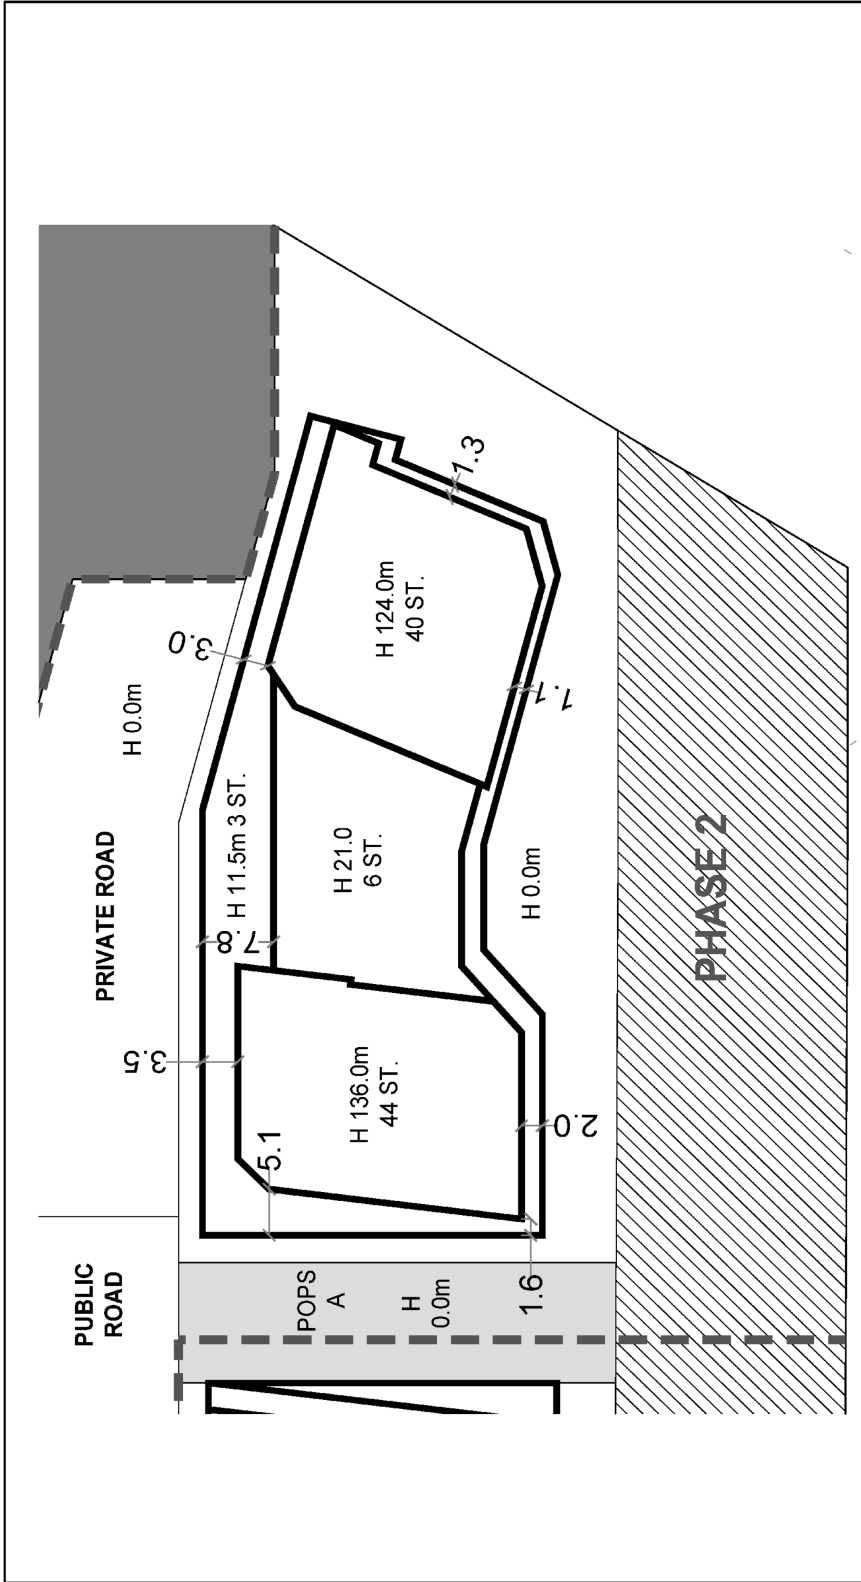 PUBLIC
ROAD
PRIVATE ROAD
H 0.0m
3.5
7.8
3.0
H 11.5m 3 ST.
5.1
H 136.0m
44 ST.
H 21.0
6 ST.
H 124.0m
40 ST.
1.3
1.1
2.0
1.6
POPS
A
H
0.0m
H 0.0m
PHASE 2